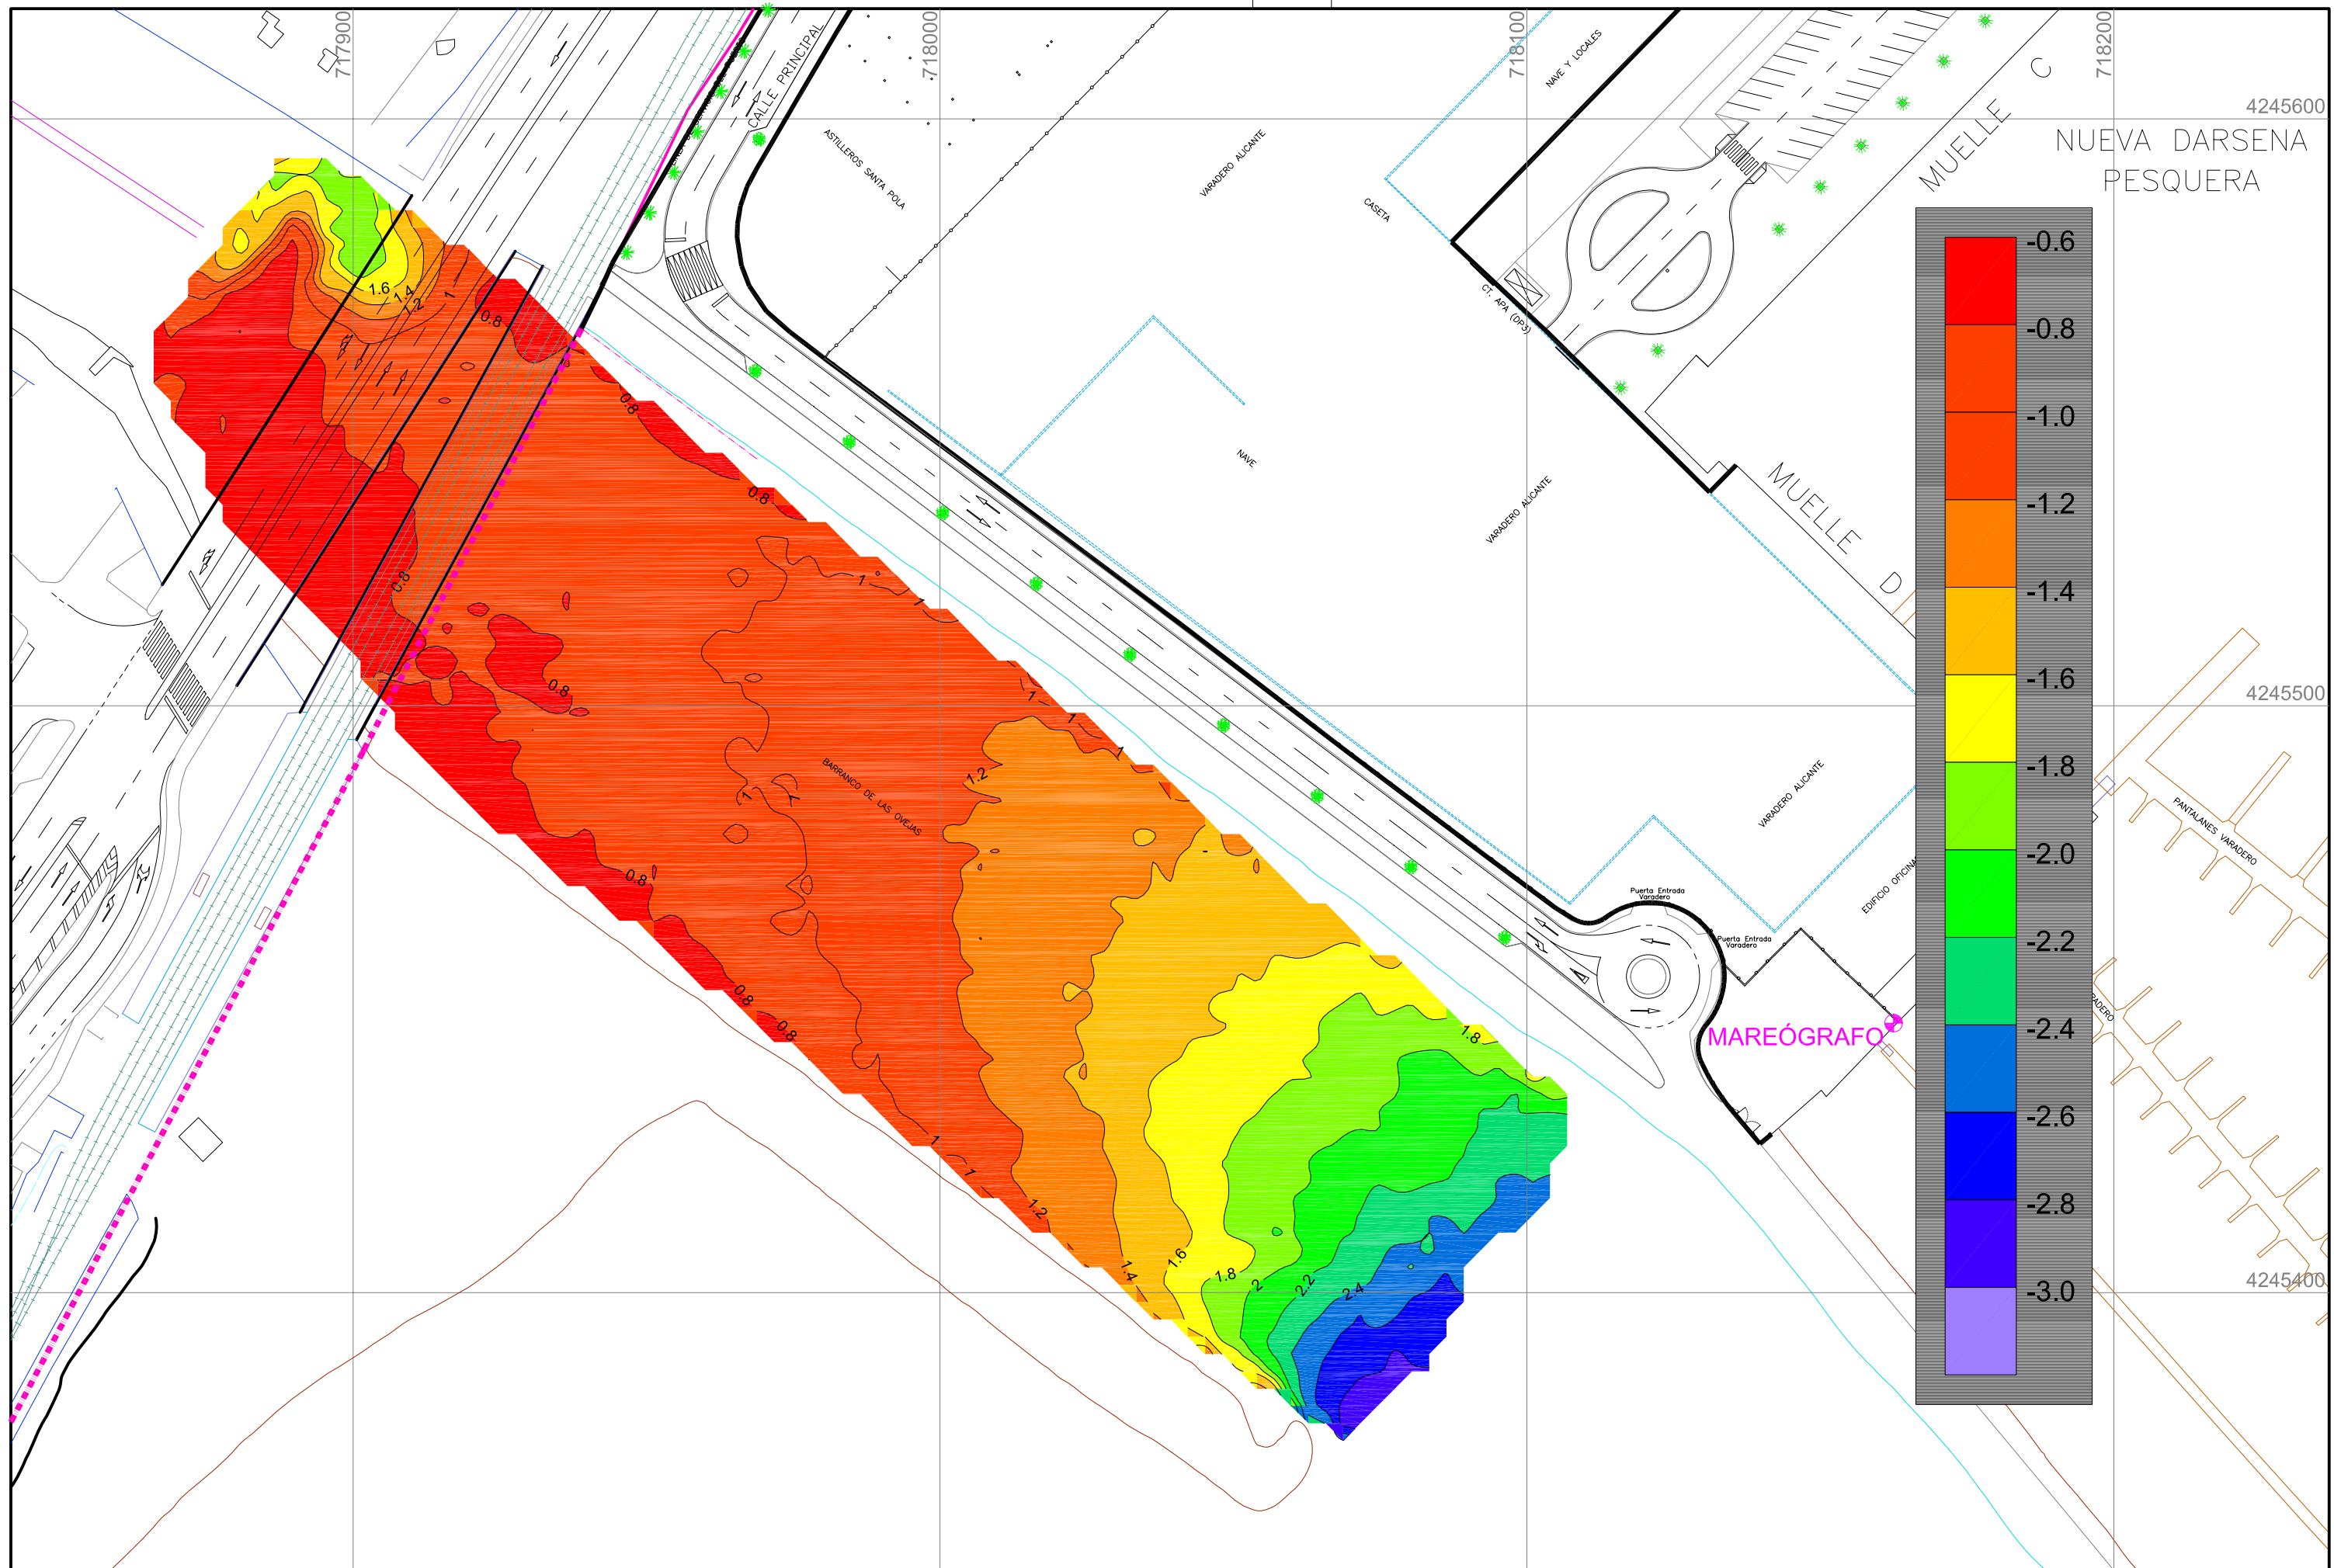 717900
718000
718100
718200
4245600
4245500
4245400
CALLE PRINCIPAL
ASTILLEROS SANTA POLA
VARADERO ALICANTE
NAVE Y LOCALES
CASETA
CT. APA (DP3)
MUELLE C
NUEVA DARSENA
PESQUERA
MUELLE D
NAVE
VARADERO ALICANTE
VARADERO ALICANTE
EDIFICIO OFICINA
PANTALANES VARADERO
BARRANCO DE LAS OVEJAS
Puerta Entrada
Varadero
Puerta Entrada
Varadero
MAREÓGRAFO
-0.6
-0.8
-1.0
-1.2
-1.4
-1.6
-1.8
-2.0
-2.2
-2.4
-2.6
-2.8
-3.0
1.6
1.4
1.2
1
0.8
0.8
0.8
0.8
1
1
0.8
1
1
1
1.2
1
1
0.8
0.8
0.8
1.8
1
1
1.2
1.4
1.6
1.8
2
2.2
2.4